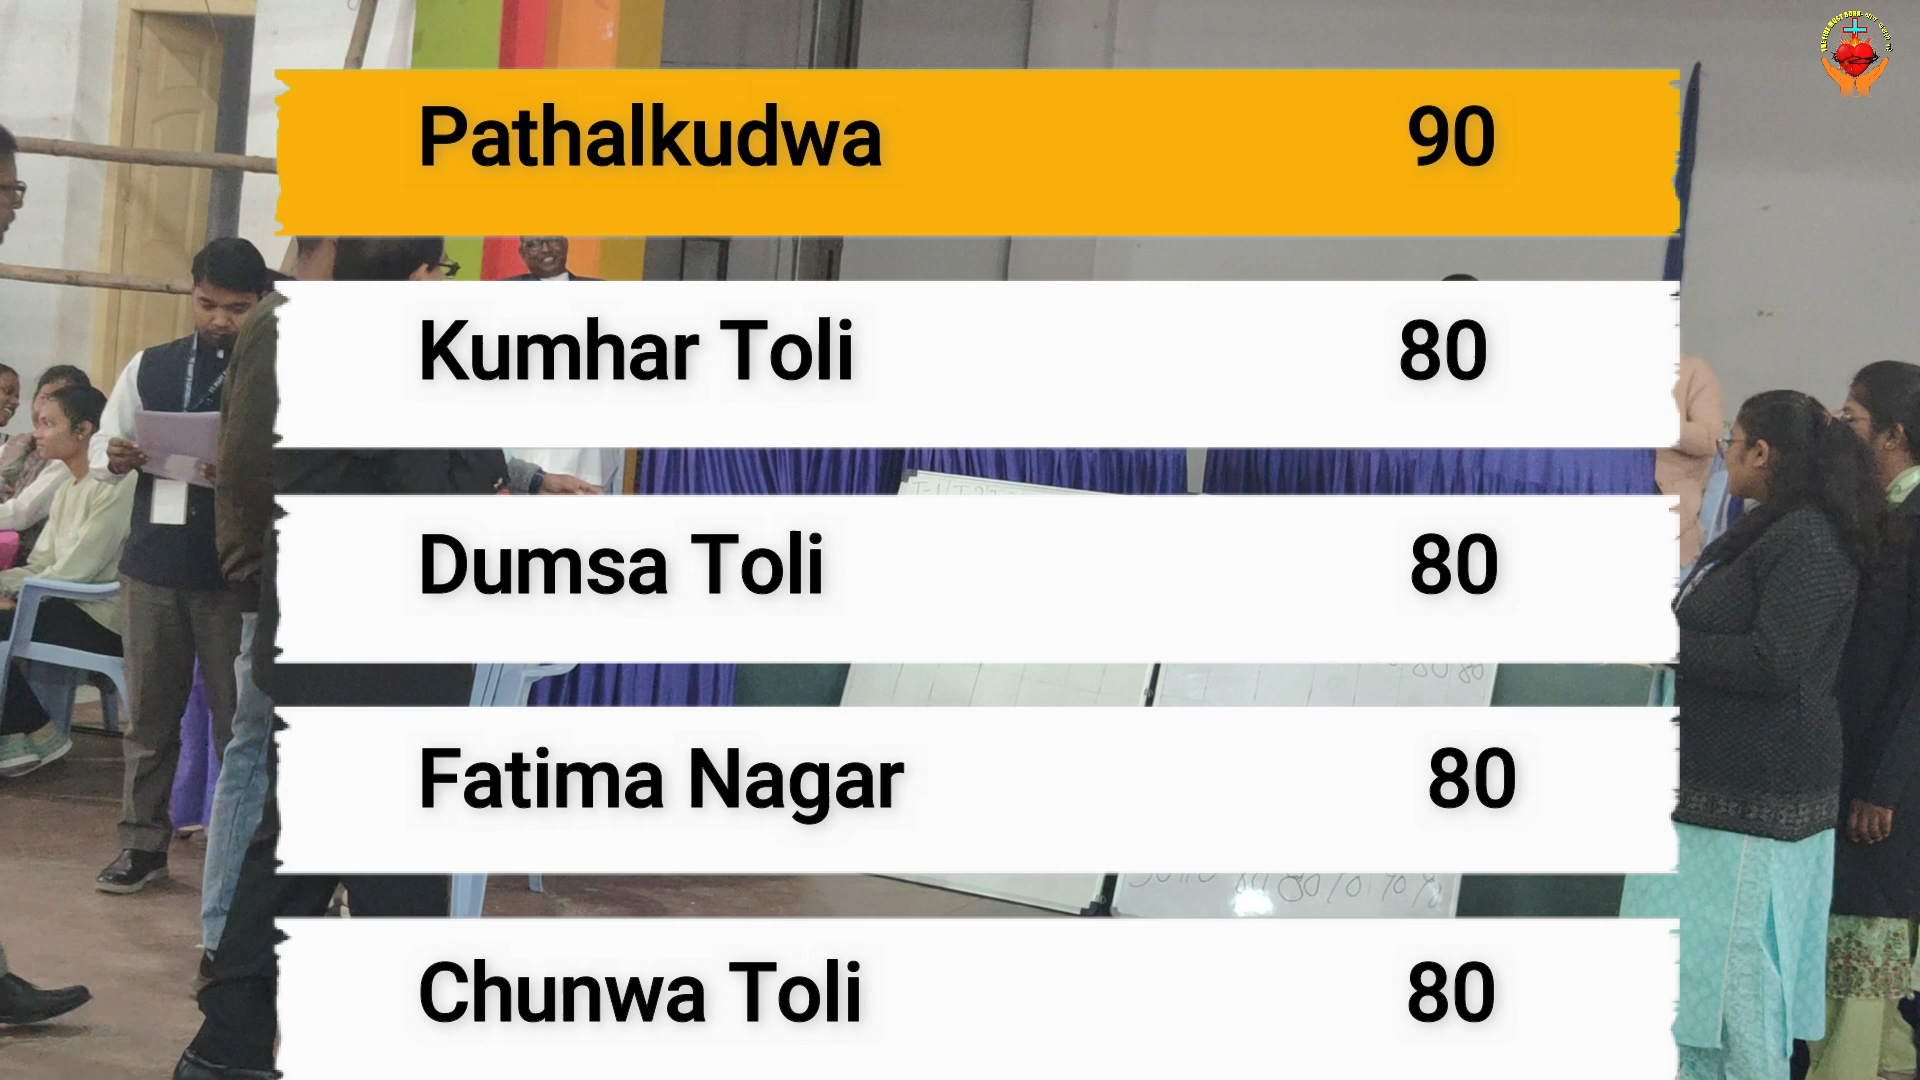 Pathalkudwa 90
Kumhar Toli 80
Dumsa Toli 80
Fatima Nagar 80
Chunwa Toli 80